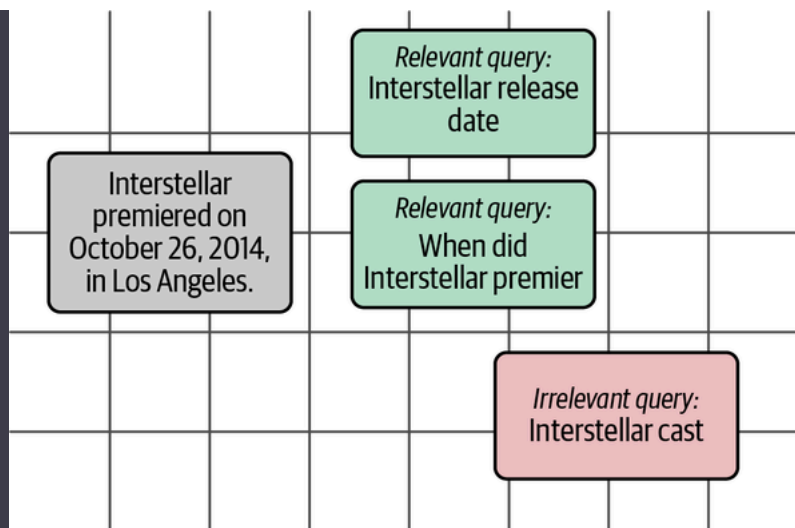 Relevant query:
Interstellar release
date
Interstellar
premiered on
October 26, 2014,
in Los Angeles.
Relevant query:
When did
Interstellar premier
Irrelevant query:
Interstellar cast